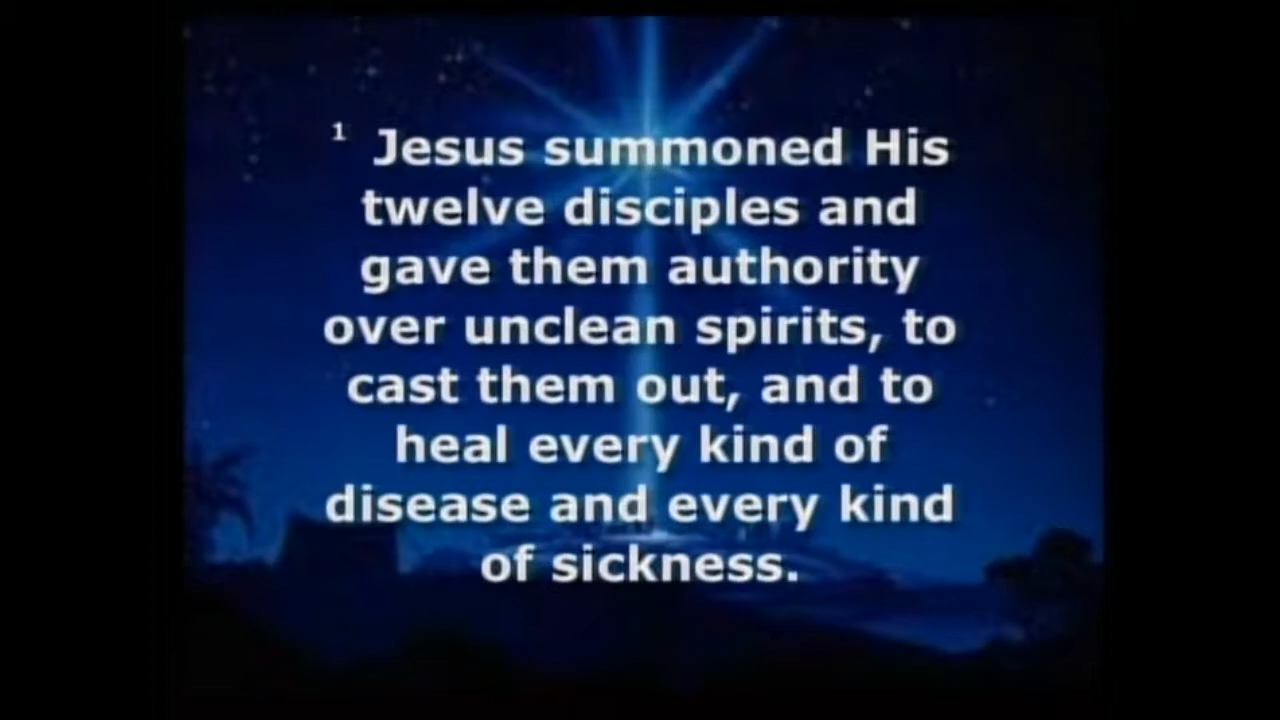 1 Jesus summoned His
twelve disciples and
gave them authority
over unclean spirits, to
cast them out, and to
heal every kind of
disease and every kind
of sickness.